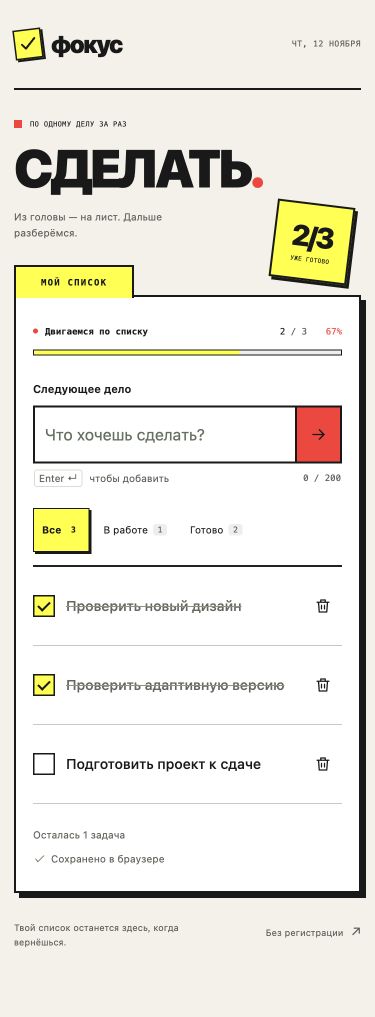 фокус
ЧТ, 12 НОЯБРЯ
ПО ОДНОМУ ДЕЛУ ЗА РАЗ
СДЕЛАТЬ.
Из головы — на лист. Дальше
разберёмся.
2/3
УЖЕ ГОТОВО
МОЙ СПИСОК
Двигаемся по списку
2 / 3 67%
Следующее дело
Что хочешь сделать?
Enter ↵ чтобы добавить
0 / 200
Все 3 В работе 1 Готово 2
Проверить новый дизайн
Проверить адаптивную версию
Подготовить проект к сдаче
Осталась 1 задача
Сохранено в браузере
Твой список останется здесь, когда
вернёшься.
Без регистрации